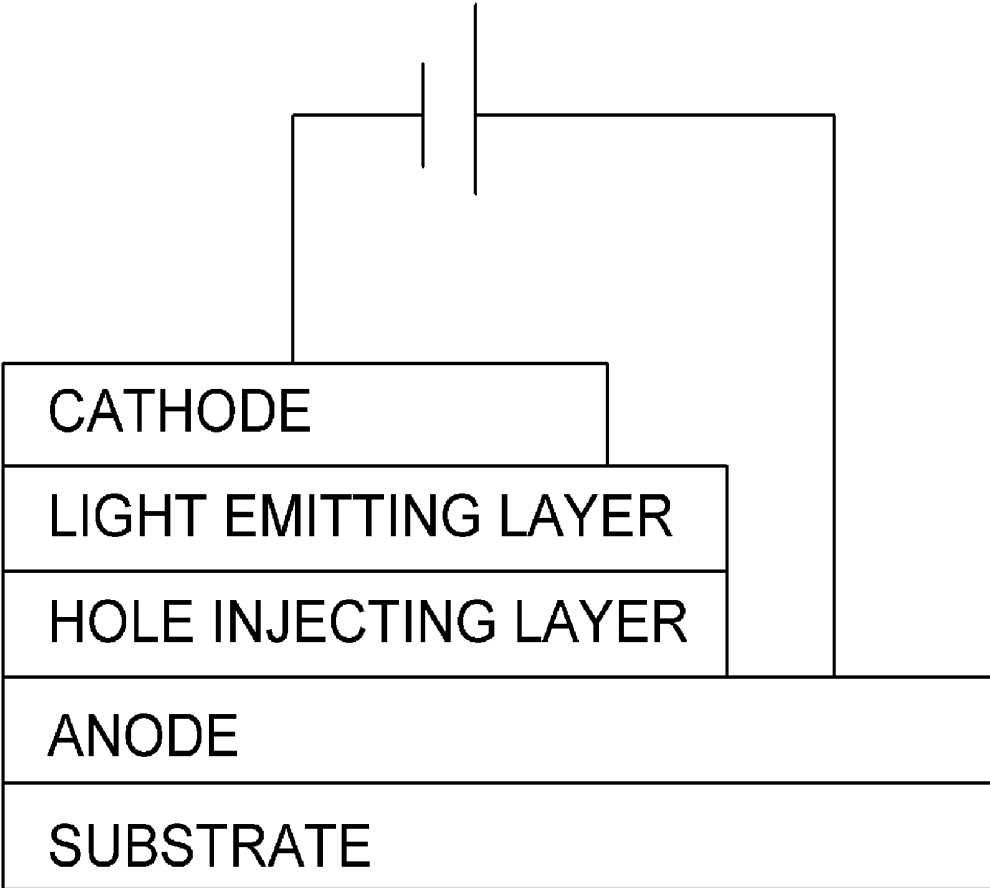 CATHODE
LIGHT EMITTING LAYER
HOLE INJECTING LAYER
ANODE
SUBSTRATE